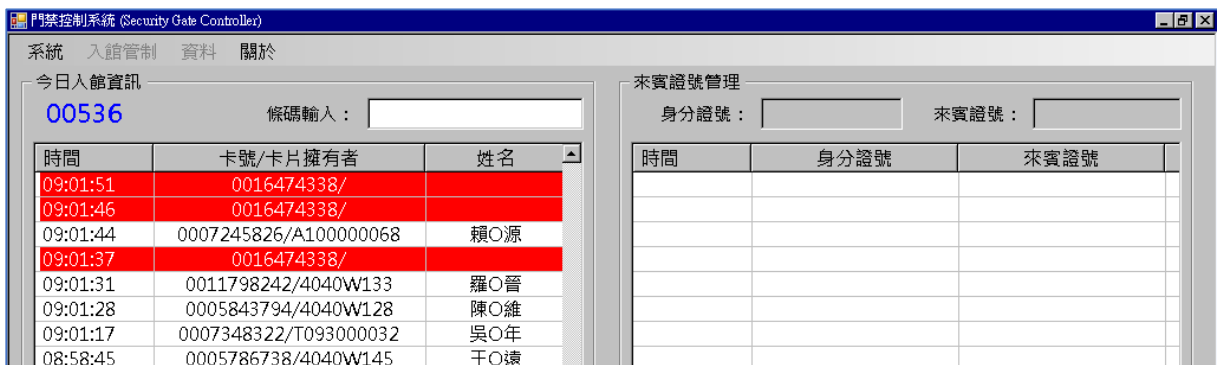 門禁控制系統 (Security Gate Controller)
系統 入館管制 資料 關於
今日入館資訊
00536 條碼輸入：
時間 卡號/卡片擁有者 姓名
09:01:51 0016474338/
09:01:46 0016474338/
09:01:44 0007245826/A100000068 賴O源
09:01:37 0016474338/
09:01:31 0011798242/4040W133 羅O晉
09:01:28 0005843794/4040W128 陳O維
09:01:17 0007348322/T093000032 吳O年
08:58:45 0005786738/4040W145 王O遠
來賓證號管理
身分證號： 來賓證號：
時間 身分證號 來賓證號